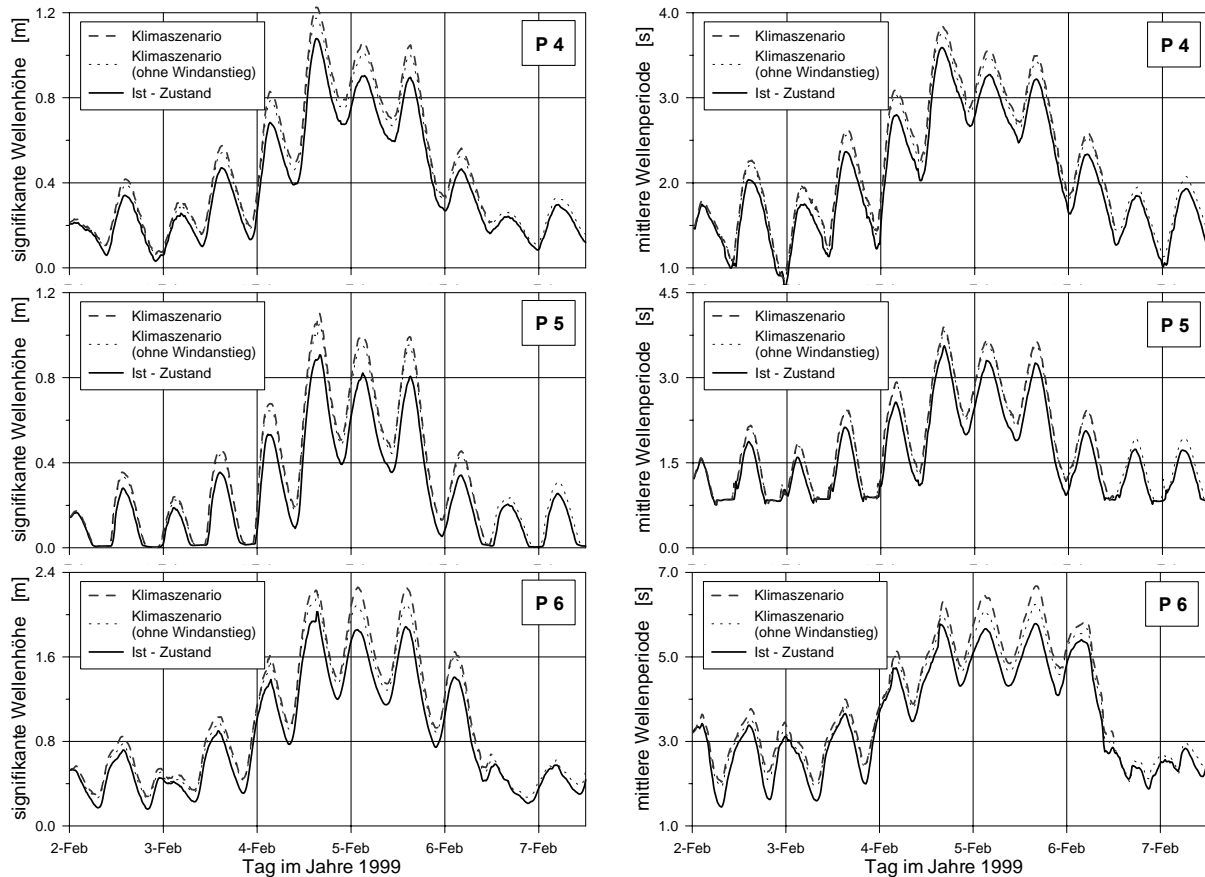 signifikante Wellenhöhe [m]
1.2
0.8
0.4
0.0
Klimaszenario
Klimaszenario
(ohne Windanstieg)
Ist - Zustand
P 4
mittlere Wellenperiode [s]
4.0
3.0
2.0
1.0
Klimaszenario
Klimaszenario
(ohne Windanstieg)
Ist - Zustand
P 4
signifikante Wellenhöhe [m]
1.2
0.8
0.4
0.0
Klimaszenario
Klimaszenario
(ohne Windanstieg)
Ist - Zustand
P 5
mittlere Wellenperiode [s]
4.5
3.0
1.5
0.0
Klimaszenario
Klimaszenario
(ohne Windanstieg)
Ist - Zustand
P 5
signifikante Wellenhöhe [m]
2.4
1.6
0.8
0.0
Klimaszenario
Klimaszenario
(ohne Windanstieg)
Ist - Zustand
P 6
2-Feb 3-Feb 4-Feb 5-Feb 6-Feb 7-Feb
Tag im Jahre 1999
mittlere Wellenperiode [s]
7.0
5.0
3.0
1.0
Klimaszenario
Klimaszenario
(ohne Windanstieg)
Ist - Zustand
P 6
2-Feb 3-Feb 4-Feb 5-Feb 6-Feb 7-Feb
Tag im Jahre 1999